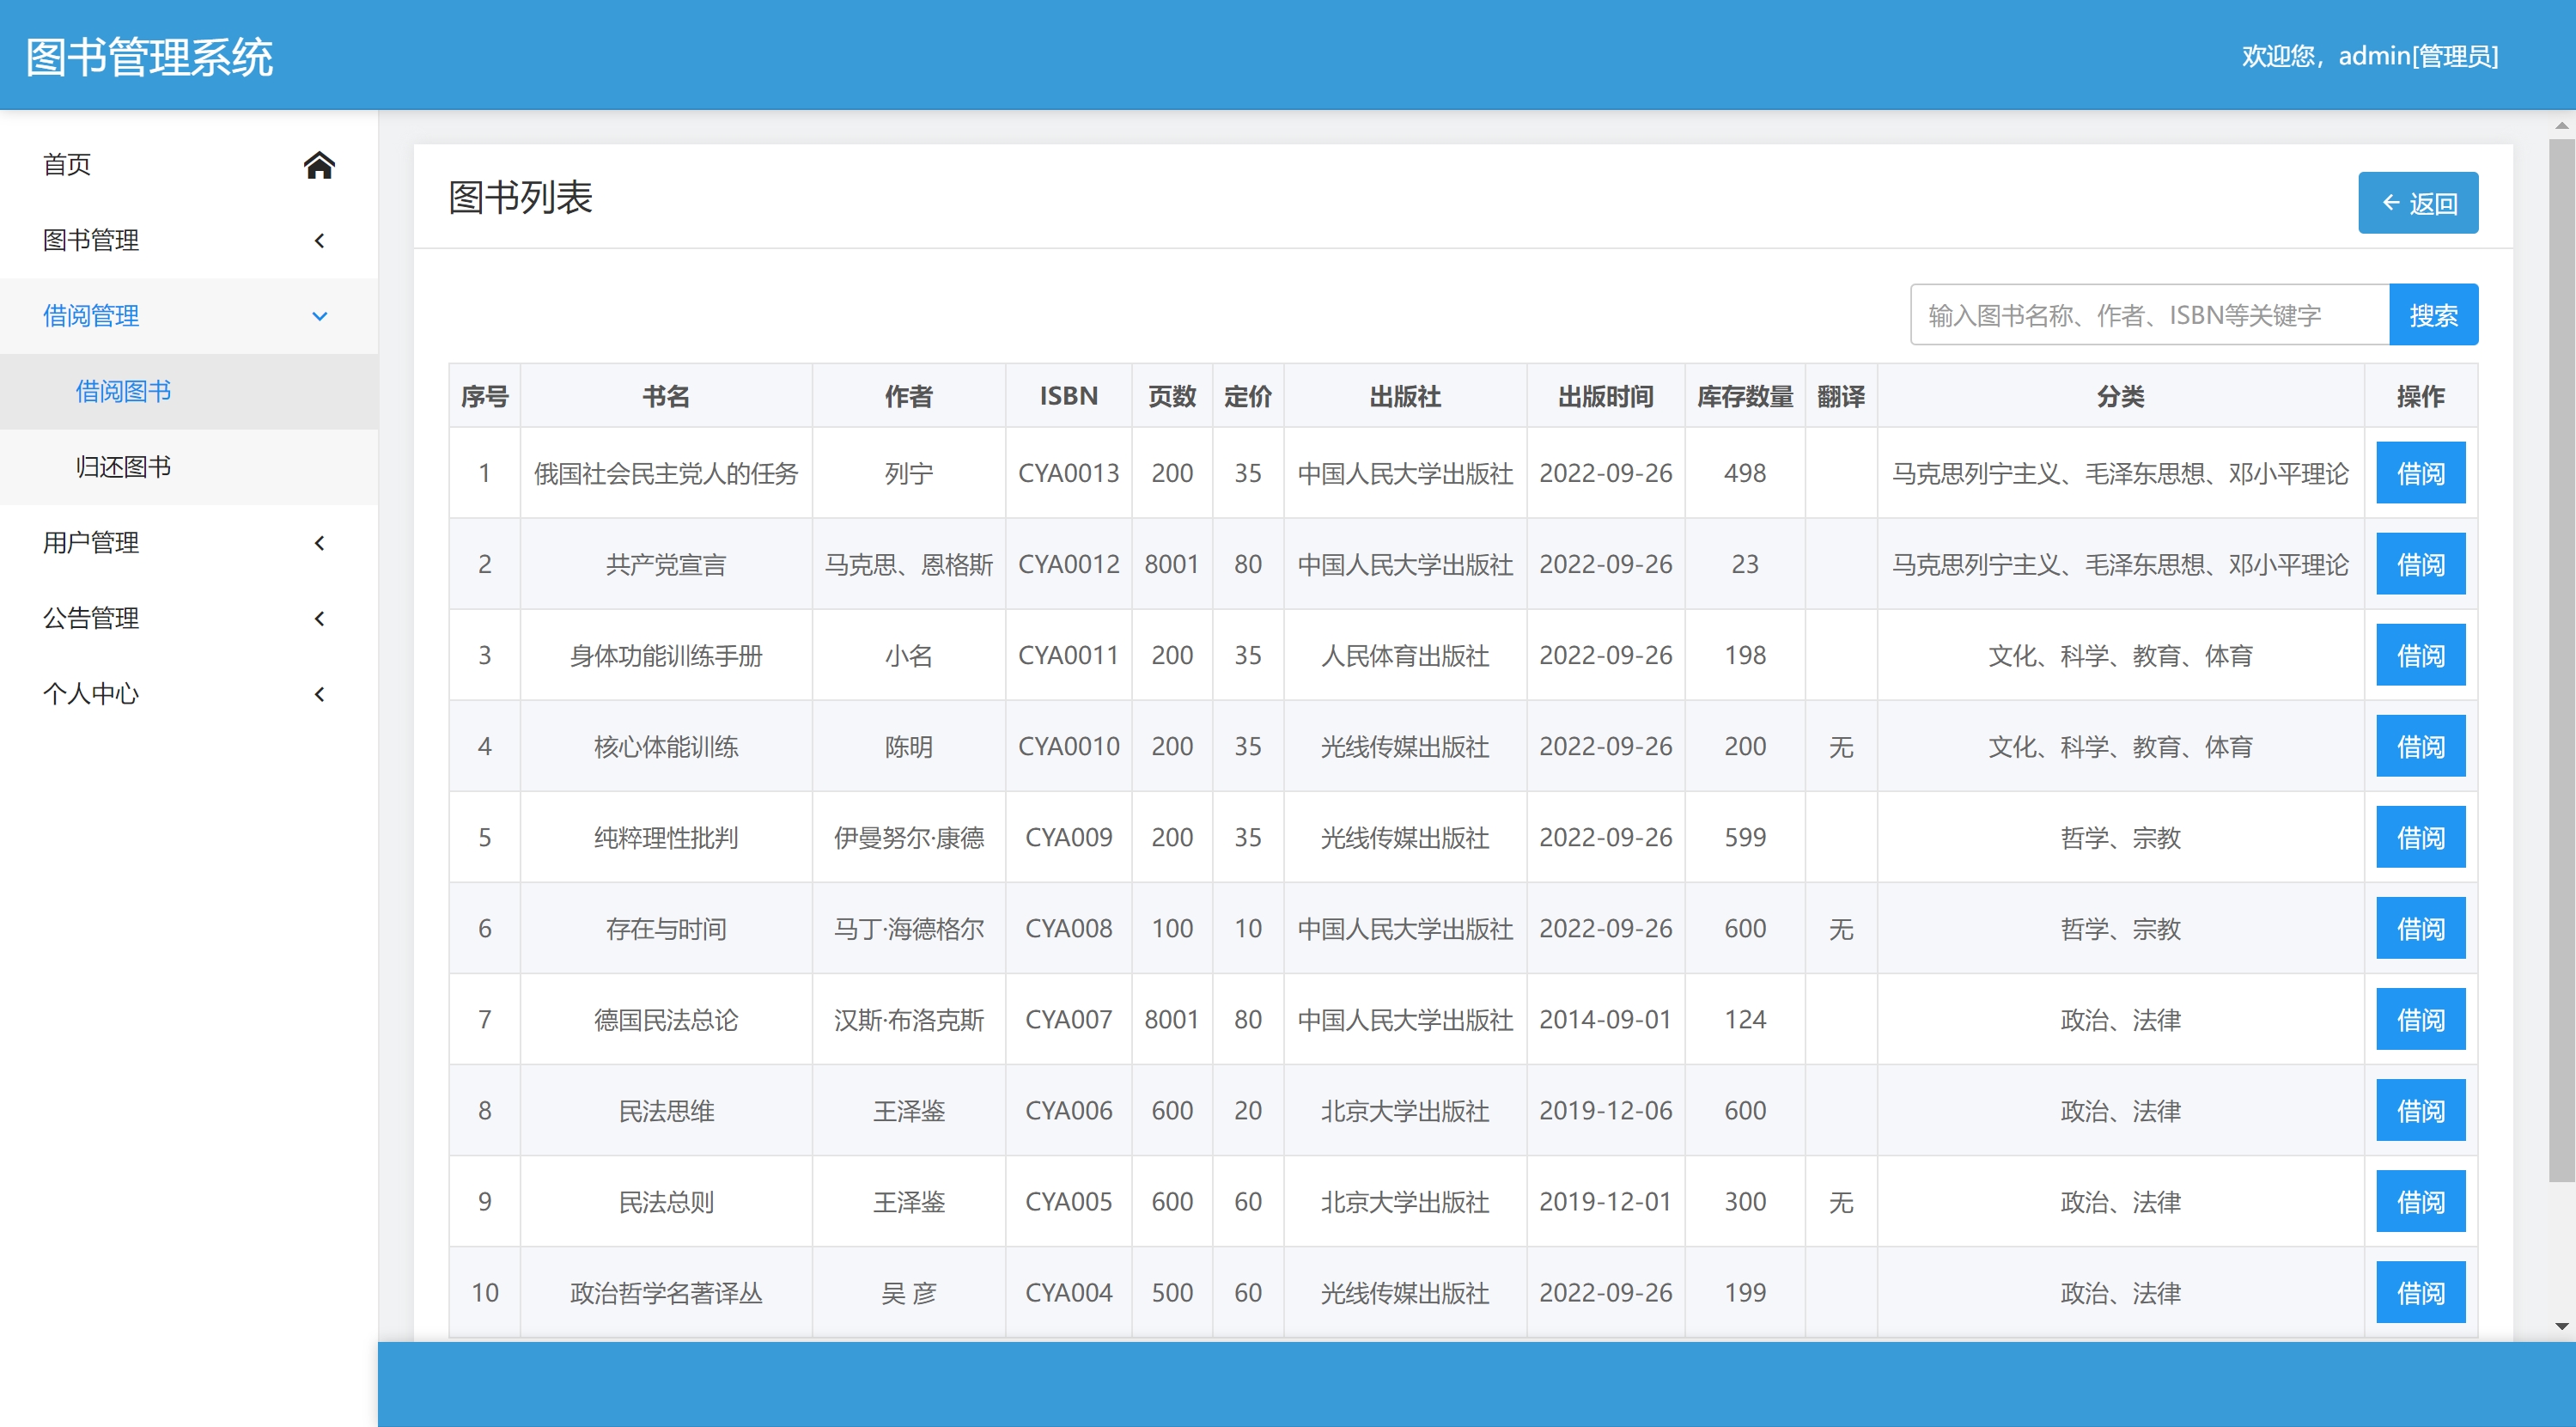 图书管理系统
欢迎您，admin[管理员]
首页
图书管理
借阅管理
借阅图书
归还图书
用户管理
公告管理
个人中心
图书列表
返回
输入图书名称、作者、ISBN等关键字 搜索
序号 书名 作者 ISBN 页数 定价 出版社 出版时间 库存数量 翻译 分类 操作
1 俄国社会民主党人的任务 列宁 CYA0013 200 35 中国人民大学出版社 2022-09-26 498 马克思列宁主义、毛泽东思想、邓小平理论 借阅
2 共产党宣言 马克思、恩格斯 CYA0012 8001 80 中国人民大学出版社 2022-09-26 23 马克思列宁主义、毛泽东思想、邓小平理论 借阅
3 身体功能训练手册 小名 CYA0011 200 35 人民体育出版社 2022-09-26 198 文化、科学、教育、体育 借阅
4 核心体能训练 陈明 CYA0010 200 35 光线传媒出版社 2022-09-26 200 无 文化、科学、教育、体育 借阅
5 纯粹理性批判 伊曼努尔·康德 CYA009 200 35 光线传媒出版社 2022-09-26 599 哲学、宗教 借阅
6 存在与时间 马丁·海德格尔 CYA008 100 10 中国人民大学出版社 2022-09-26 600 无 哲学、宗教 借阅
7 德国民法总论 汉斯·布洛克斯 CYA007 8001 80 中国人民大学出版社 2014-09-01 124 政治、法律 借阅
8 民法思维 王泽鉴 CYA006 600 20 北京大学出版社 2019-12-06 600 政治、法律 借阅
9 民法总则 王泽鉴 CYA005 600 60 北京大学出版社 2019-12-01 300 无 政治、法律 借阅
10 政治哲学名著译丛 吴 彦 CYA004 500 60 光线传媒出版社 2022-09-26 199 政治、法律 借阅